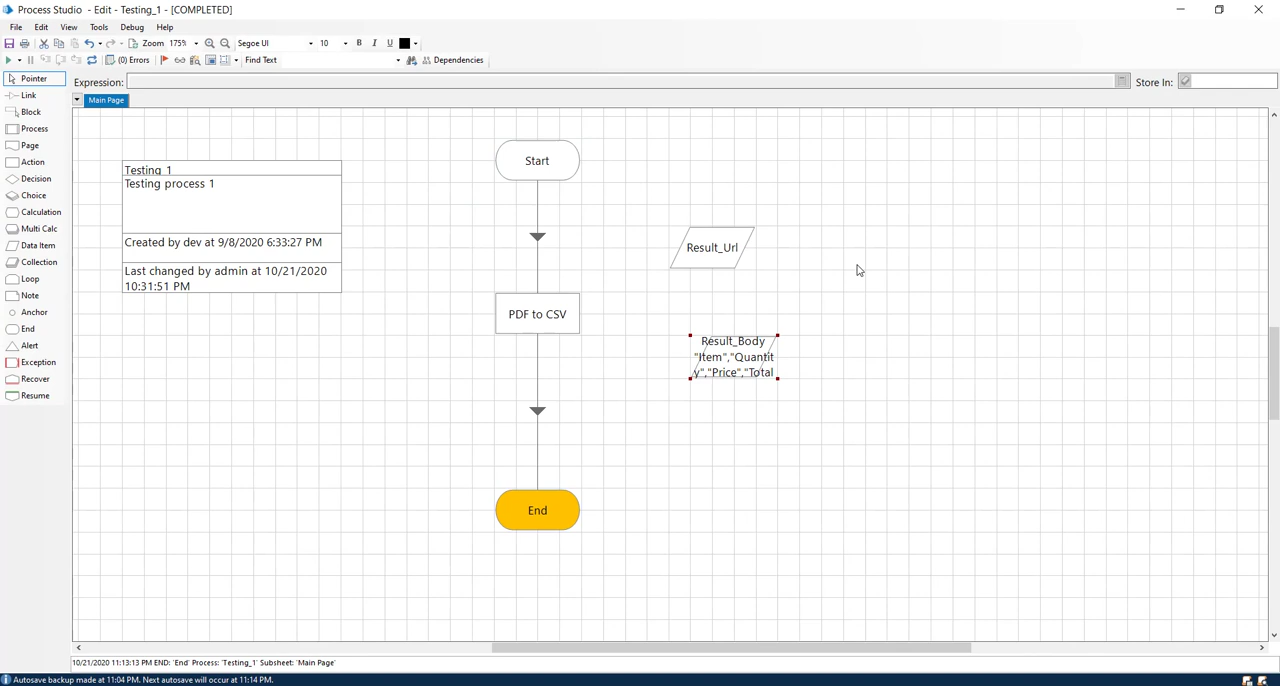 Process Studio - Edit - Testing_1 - [COMPLETED]
File Edit View Tools Debug Help
Zoom 175% Segoe UI 10 B I U
(0) Errors Find Text Dependencies
Pointer
Expression: Store In:
Link
Main Page
Block
Process
Page
Action
Decision
Choice
Calculation
Multi Calc
Data Item
Collection
Loop
Note
Anchor
End
Alert
Exception
Recover
Resume
Testing_1
Testing process 1
Created by dev at 9/8/2020 6:33:27 PM
Last changed by admin at 10/21/2020
10:31:51 PM
Start
Result_Url
PDF to CSV
Result_Body
"Item","Quantit
y","Price","Total
End
10/21/2020 11:13:13 PM END: 'End' Process: 'Testing_1' Subsheet: 'Main Page'
Autosave backup made at 11:04 PM. Next autosave will occur at 11:14 PM.